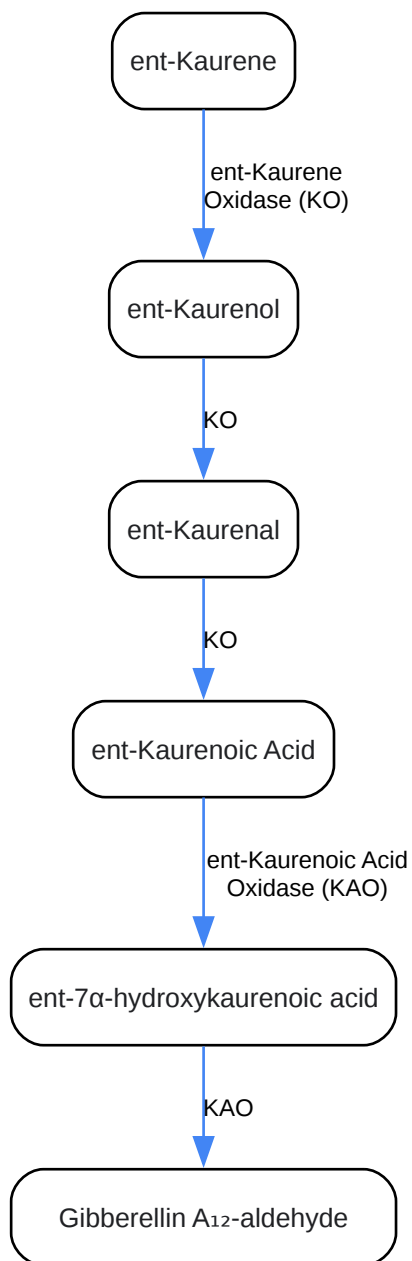 ent-Kaurene
ent-Kaurene
Oxidase (KO)
ent-Kaurenol
KO
ent-Kaurenal
KO
ent-Kaurenoic Acid
ent-Kaurenoic Acid
Oxidase (KAO)
ent-7α-hydroxykaurenoic acid
KAO
Gibberellin A₁₂-aldehyde